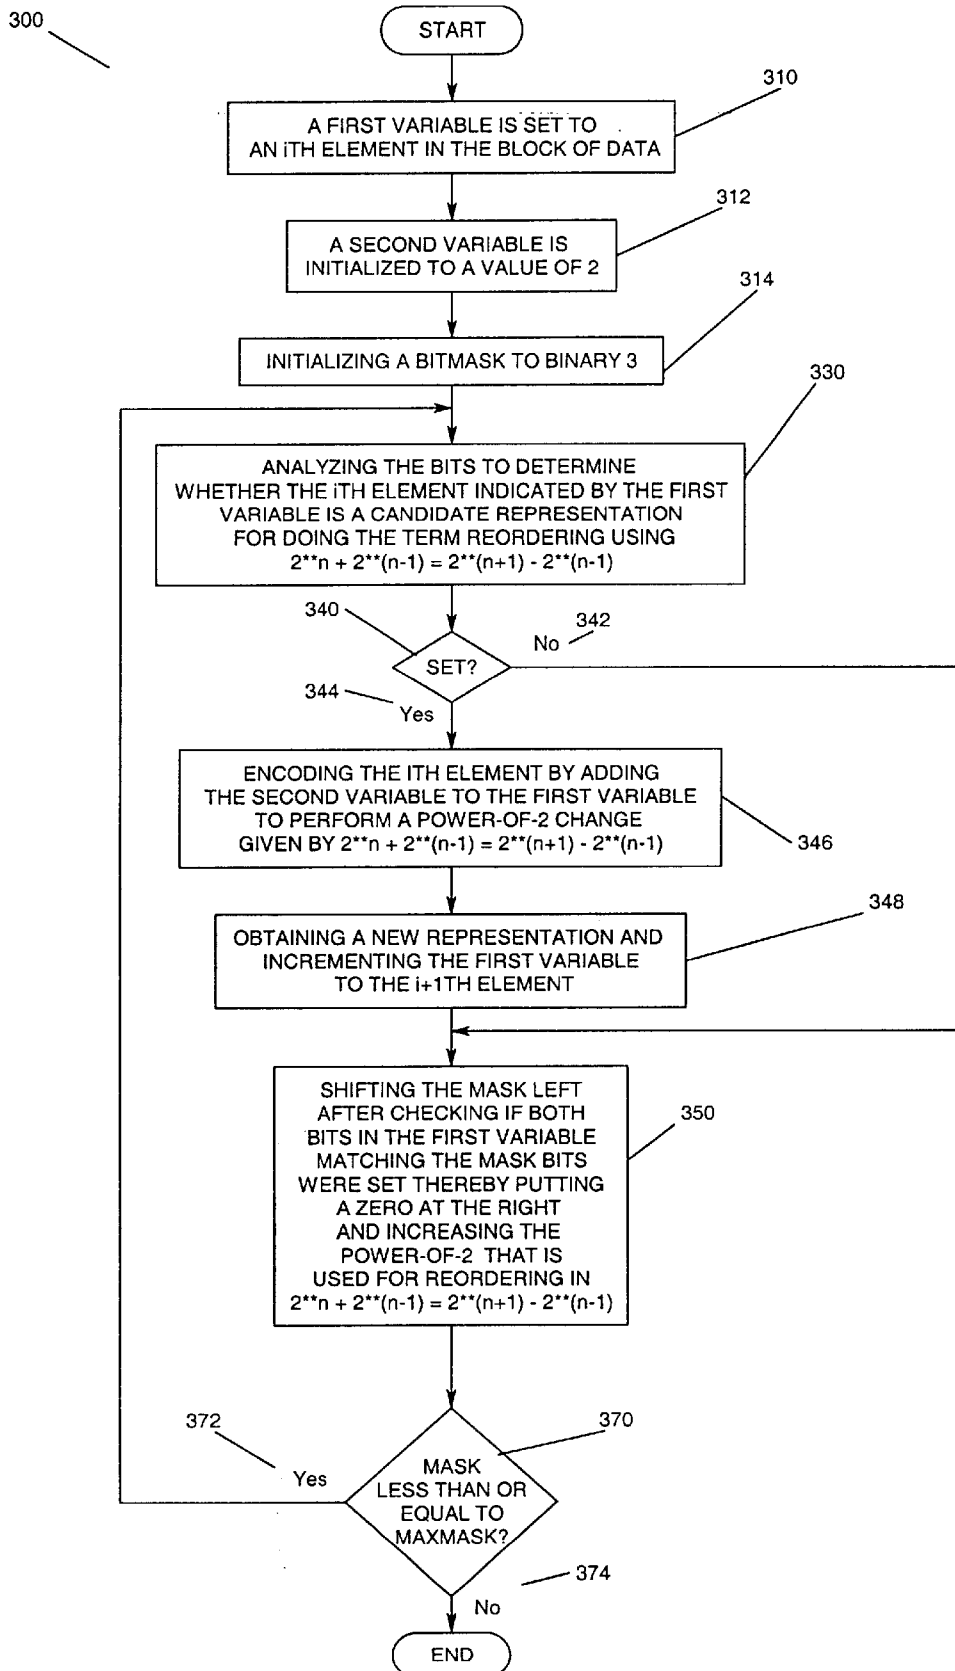 300
START
310
A FIRST VARIABLE IS SET TO
AN iTH ELEMENT IN THE BLOCK OF DATA
312
A SECOND VARIABLE IS
INITIALIZED TO A VALUE OF 2
314
INITIALIZING A BITMASK TO BINARY 3
330
ANALYZING THE BITS TO DETERMINE
WHETHER THE iTH ELEMENT INDICATED BY THE FIRST
VARIABLE IS A CANDIDATE REPRESENTATION
FOR DOING THE TERM REORDERING USING
2**n + 2**(n-1) = 2**(n+1) - 2**(n-1)
340
SET?
No
342
344
Yes
ENCODING THE ITH ELEMENT BY ADDING
THE SECOND VARIABLE TO THE FIRST VARIABLE
TO PERFORM A POWER-OF-2 CHANGE
GIVEN BY 2**n + 2**(n-1) = 2**(n+1) - 2**(n-1)
346
348
OBTAINING A NEW REPRESENTATION AND
INCREMENTING THE FIRST VARIABLE
TO THE i+1TH ELEMENT
350
SHIFTING THE MASK LEFT
AFTER CHECKING IF BOTH
BITS IN THE FIRST VARIABLE
MATCHING THE MASK BITS
WERE SET THEREBY PUTTING
A ZERO AT THE RIGHT
AND INCREASING THE
POWER-OF-2 THAT IS
USED FOR REORDERING IN
2**n + 2**(n-1) = 2**(n+1) - 2**(n-1)
372
Yes
370
MASK
LESS THAN OR
EQUAL TO
MAXMASK?
374
No
END